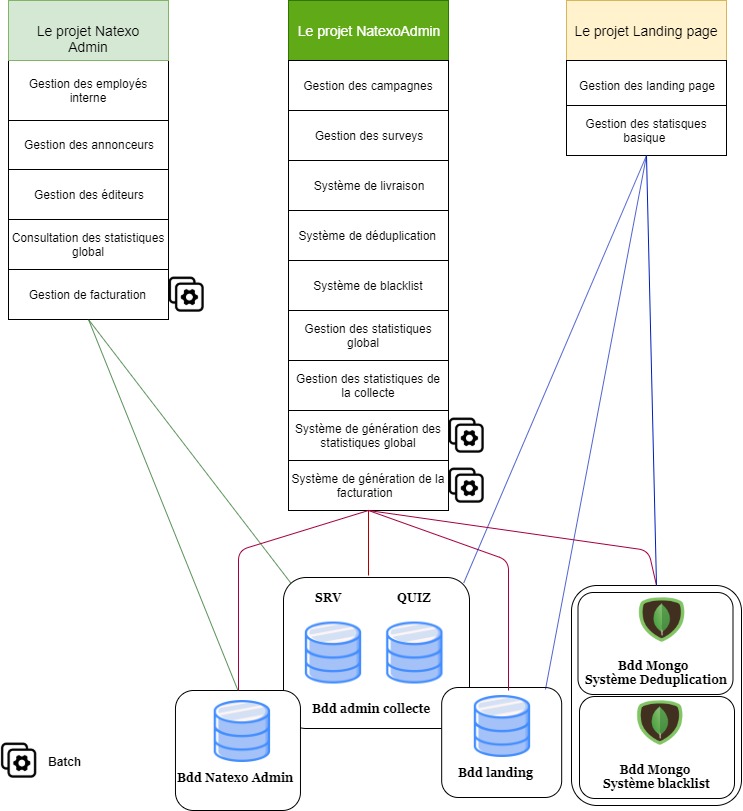 Le projet Natexo
Admin
Gestion des employés
interne
Gestion des annonceurs
Gestion des éditeurs
Consultation des statistiques
global
Gestion de facturation
Le projet NatexoAdmin
Gestion des campagnes
Gestion des surveys
Système de livraison
Système de déduplication
Système de blacklist
Gestion des statistiques
global
Gestion des statistiques de
la collecte
Système de génération des
statistiques global
Système de génération de la
facturation
Le projet Landing page
Gestion des landing page
Gestion des statisques
basique
SRV
QUIZ
Bdd admin collecte
Bdd Natexo Admin
Bdd landing
Bdd Mongo
Système Deduplication
Bdd Mongo
Système blacklist
Batch